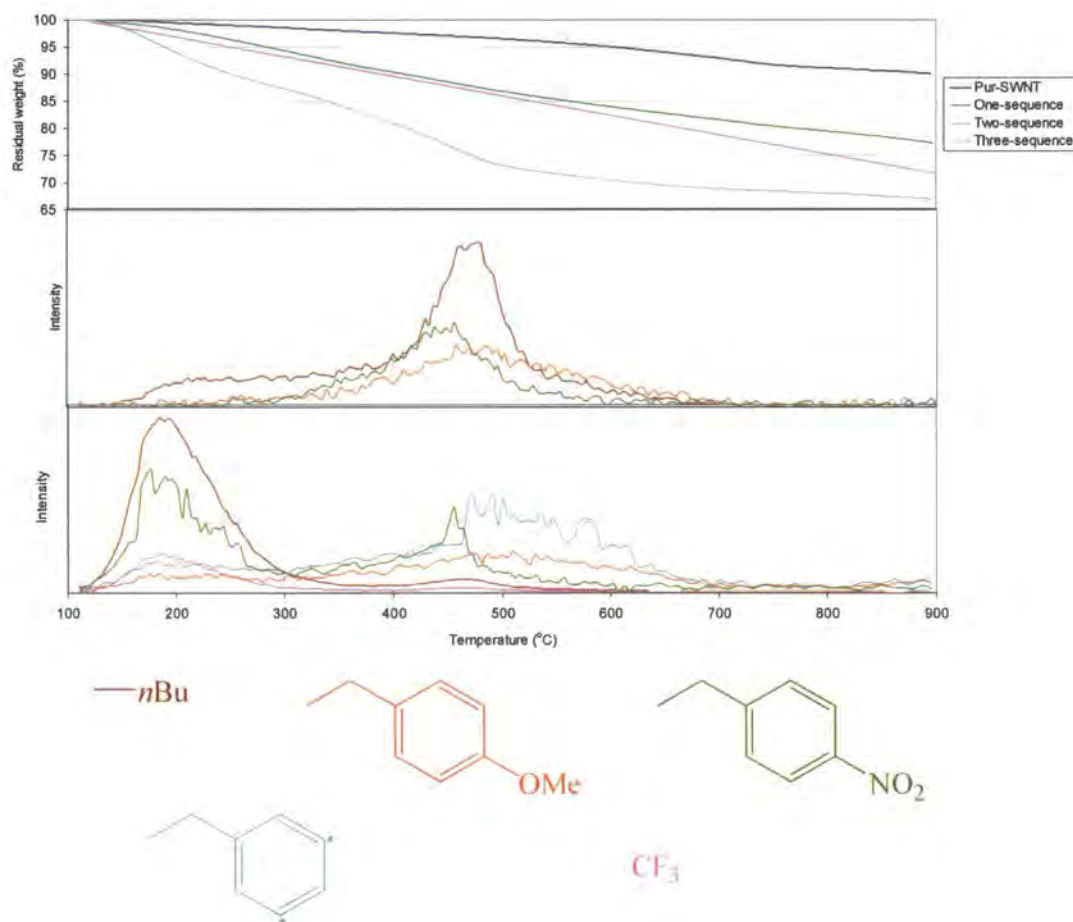 100
95
90
85
80
75
70
65
Residual weight (%)
Pur-SWNT
One-sequence
Two-sequence
Three-sequence
Intensity
Intensity
100 200 300 400 500 600 700 800 900
Temperature (°C)
nBu
OMe
NO₂
*
*
CF₃